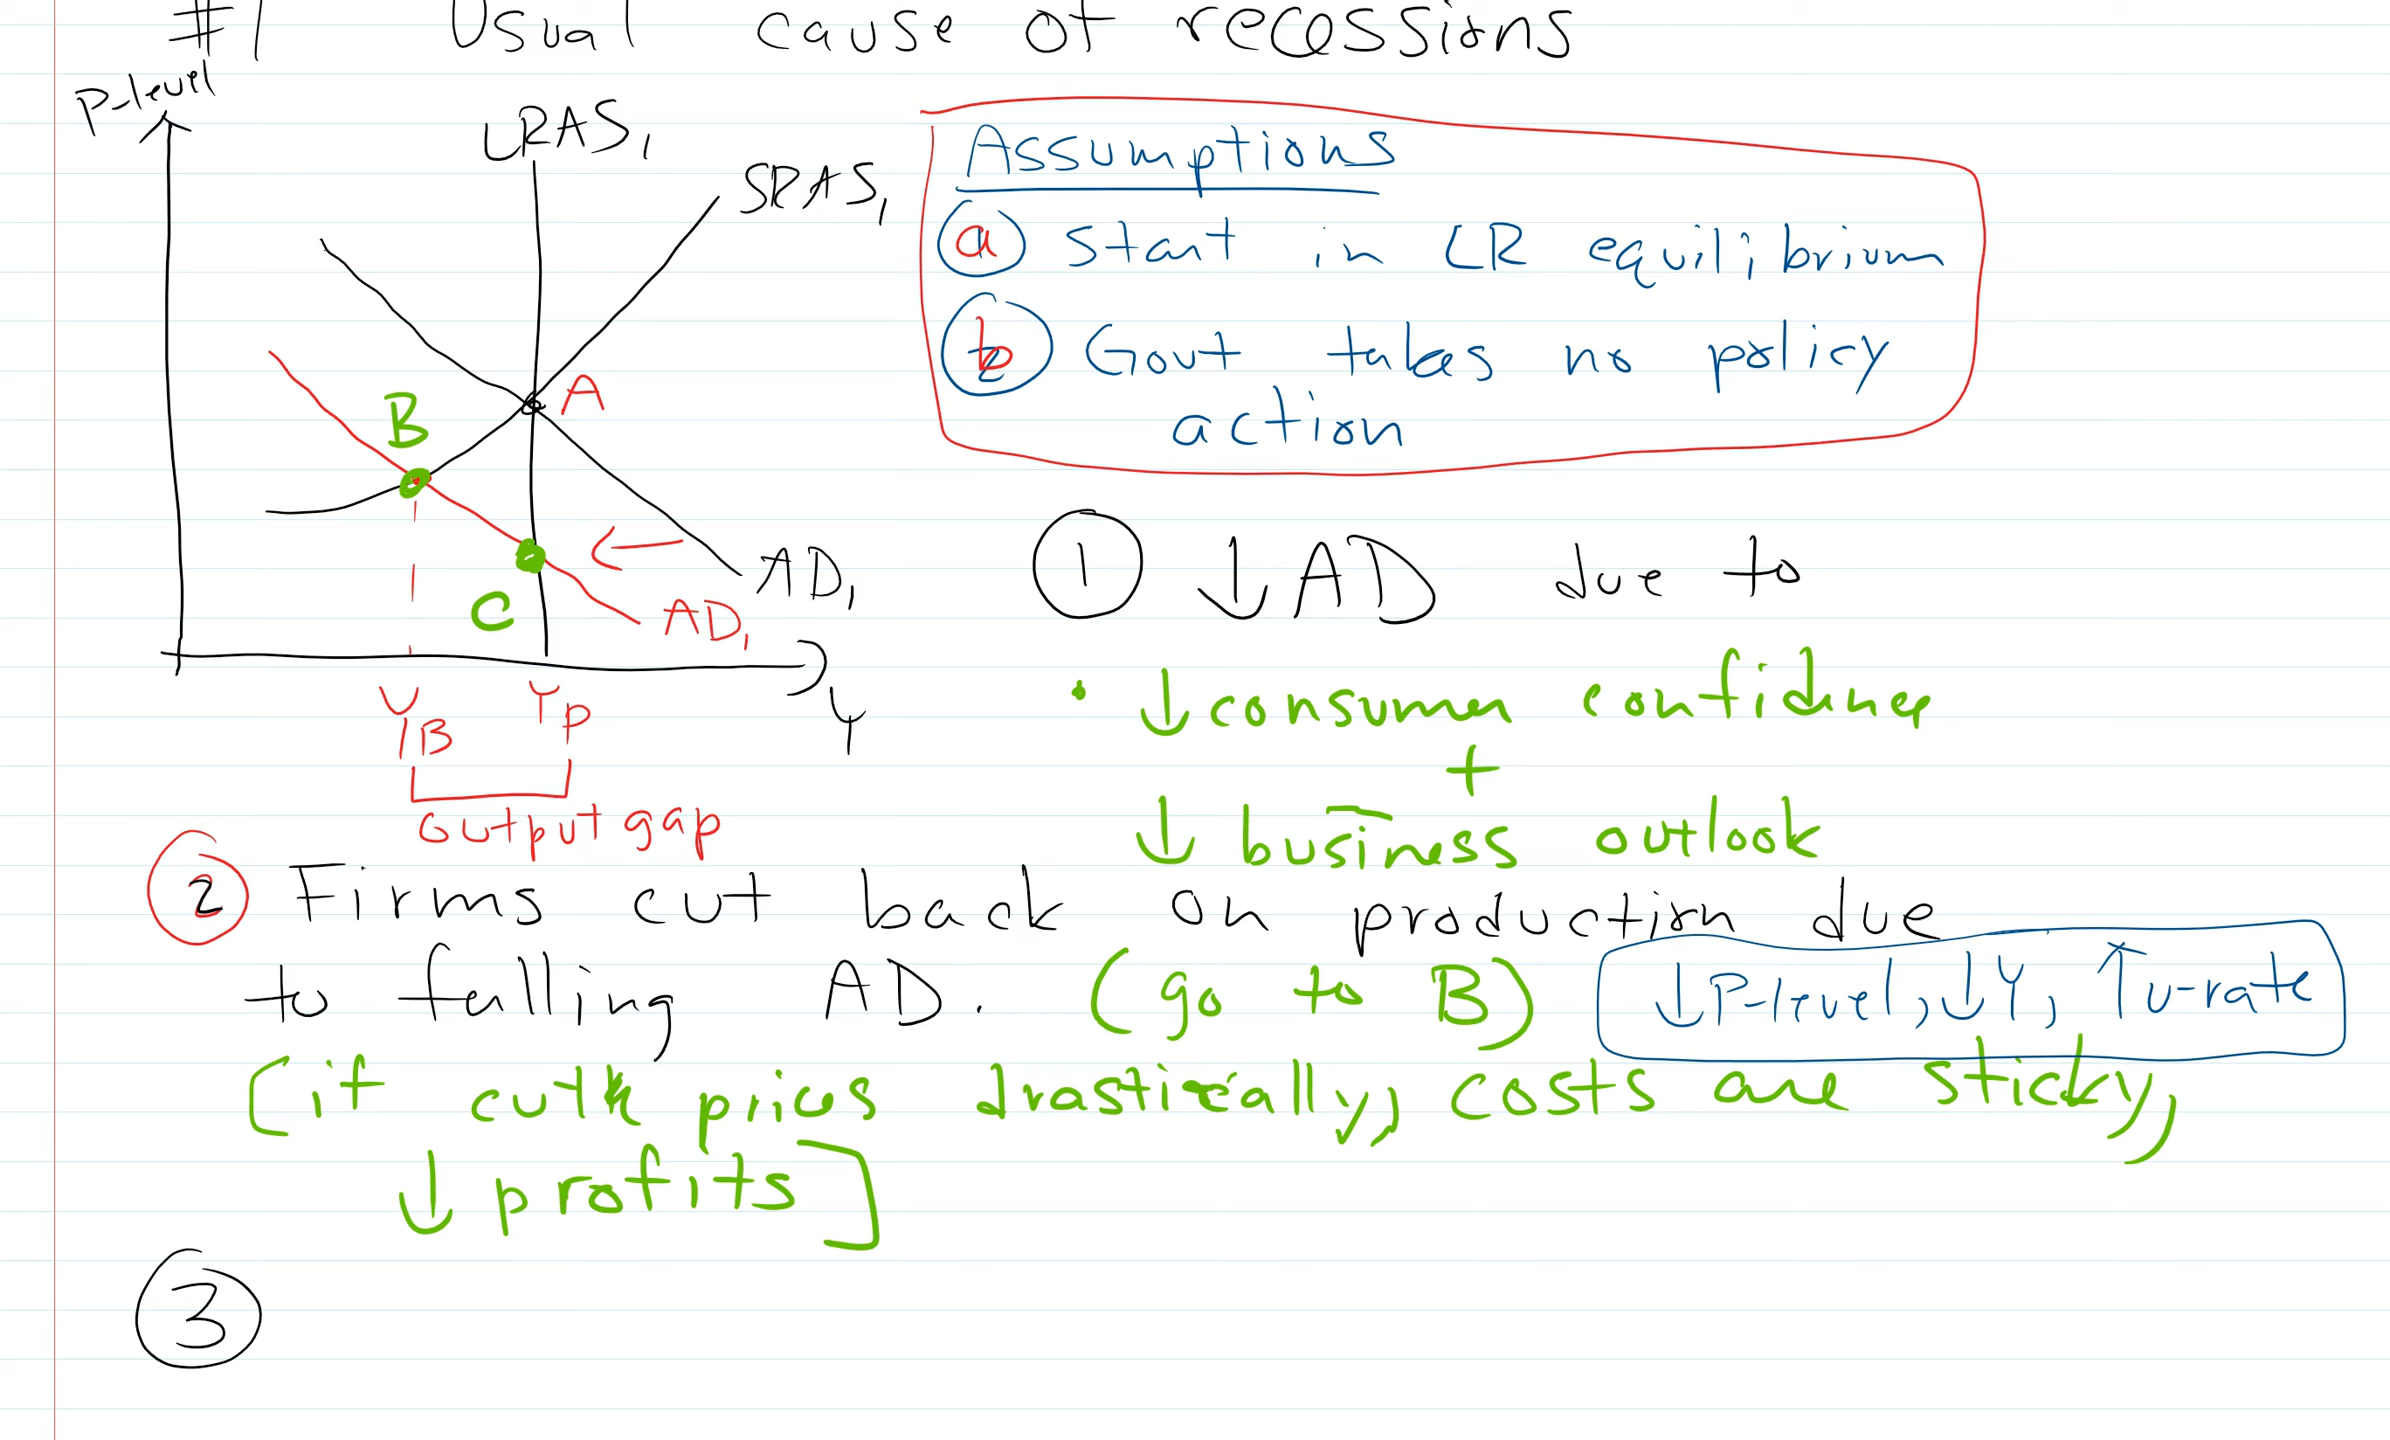 #1 Usual cause of recessions
P-level
LRAS1
SRAS1
A
B
C
AD1
AD1
Y
YB
YP
output gap
Assumptions
a Start in LR equilibrium
b Govt takes no policy
action
1 ↓AD due to
• ↓consumer confidence
+
↓ business outlook
2 Firms cut back on production due
to falling AD. (go to B) ↓P-level, ↓Y, ↑u-rate
[if cut prices drastically, costs are sticky,
↓profits]
3